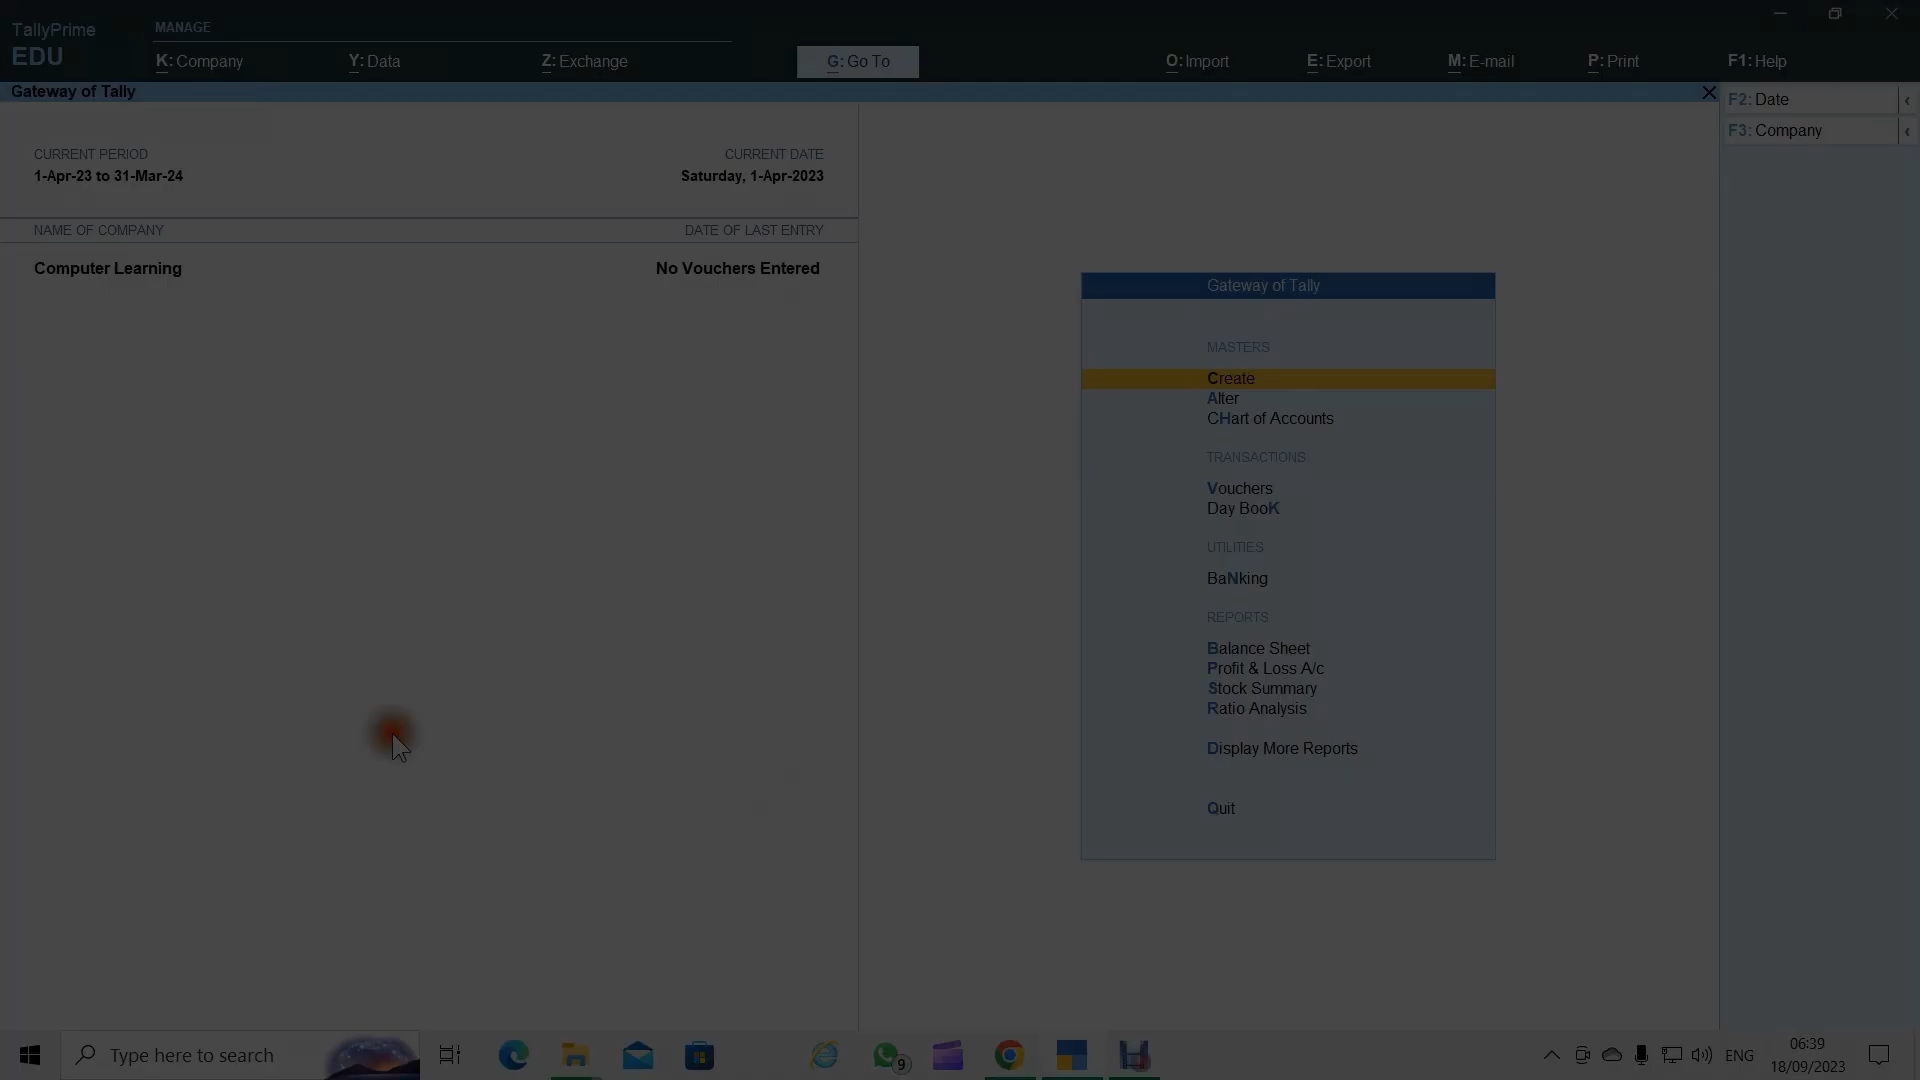 TallyPrime
EDU
MANAGE
K: Company
Y: Data
Z: Exchange
G: Go To
O: Import
E: Export
M: E-mail
P: Print
F1: Help
Gateway of Tally
F2: Date
F3: Company
CURRENT PERIOD
CURRENT DATE
1-Apr-23 to 31-Mar-24
Saturday, 1-Apr-2023
NAME OF COMPANY
DATE OF LAST ENTRY
Computer Learning
No Vouchers Entered
Gateway of Tally
MASTERS
Create
Alter
CHart of Accounts
TRANSACTIONS
Vouchers
Day BooK
UTILITIES
BaNking
REPORTS
Balance Sheet
Profit & Loss A/c
Stock Summary
Ratio Analysis
Display More Reports
Quit
Type here to search
9
ENG
06:39
18/09/2023